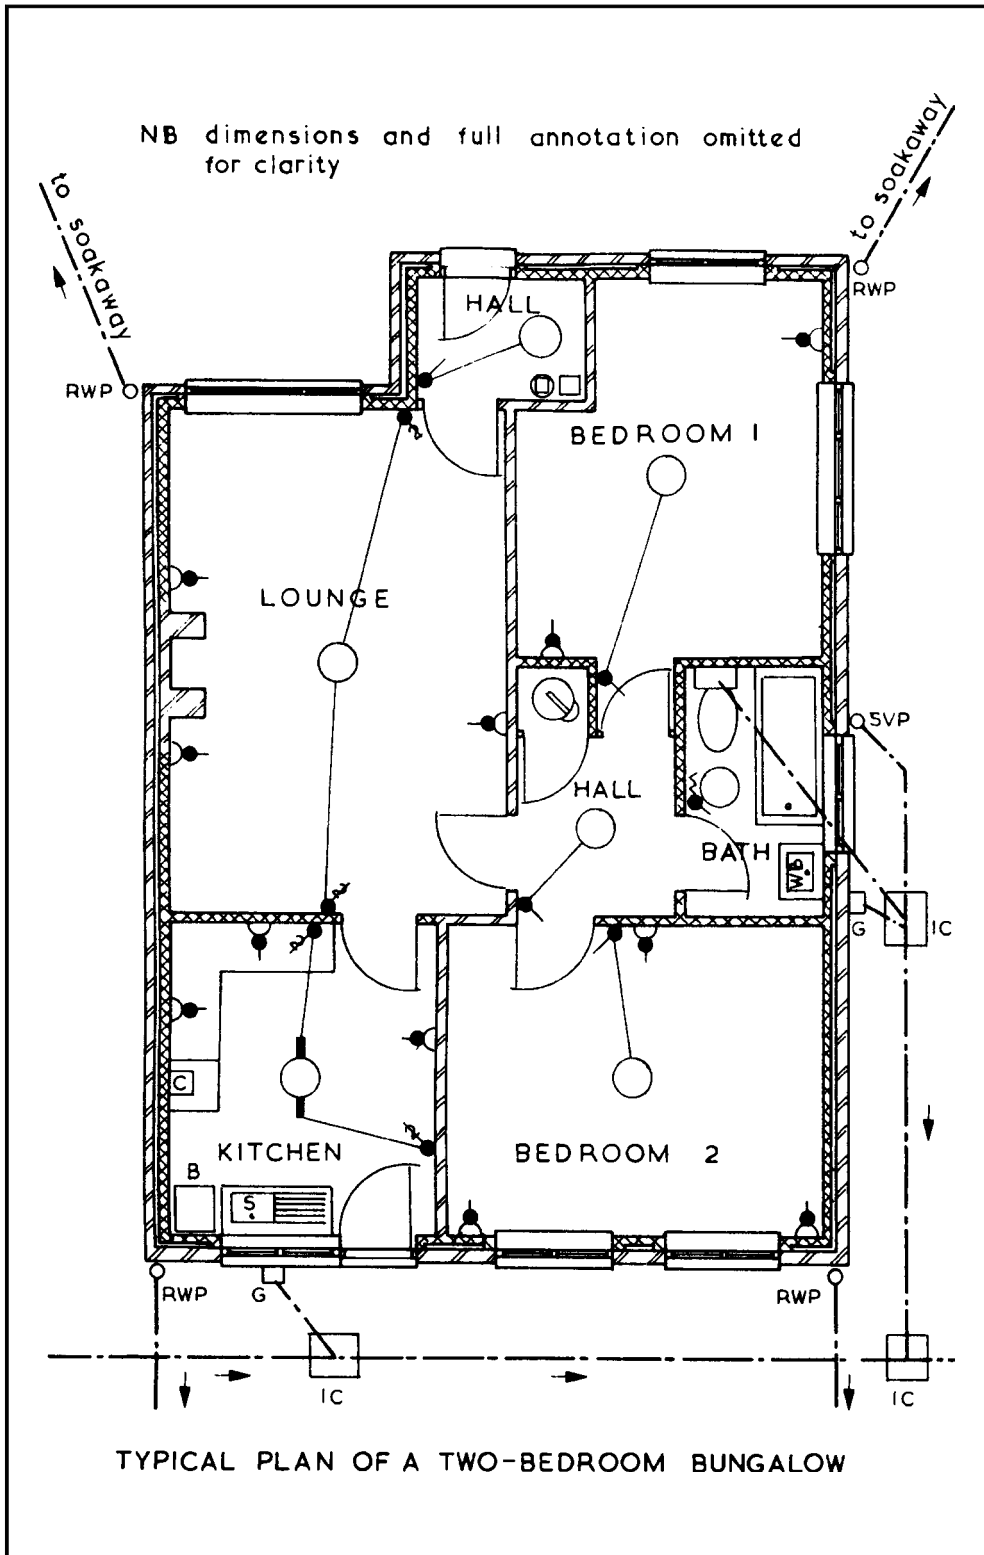 NB dimensions and full annotation omitted
for clarity
to soakaway
to soakaway
RWP
RWP
HALL
BEDROOM 1
LOUNGE
SVP
HALL
BATH
WB
G
IC
C
KITCHEN
BEDROOM 2
B
S
RWP
G
RWP
IC
IC
TYPICAL PLAN OF A TWO-BEDROOM BUNGALOW